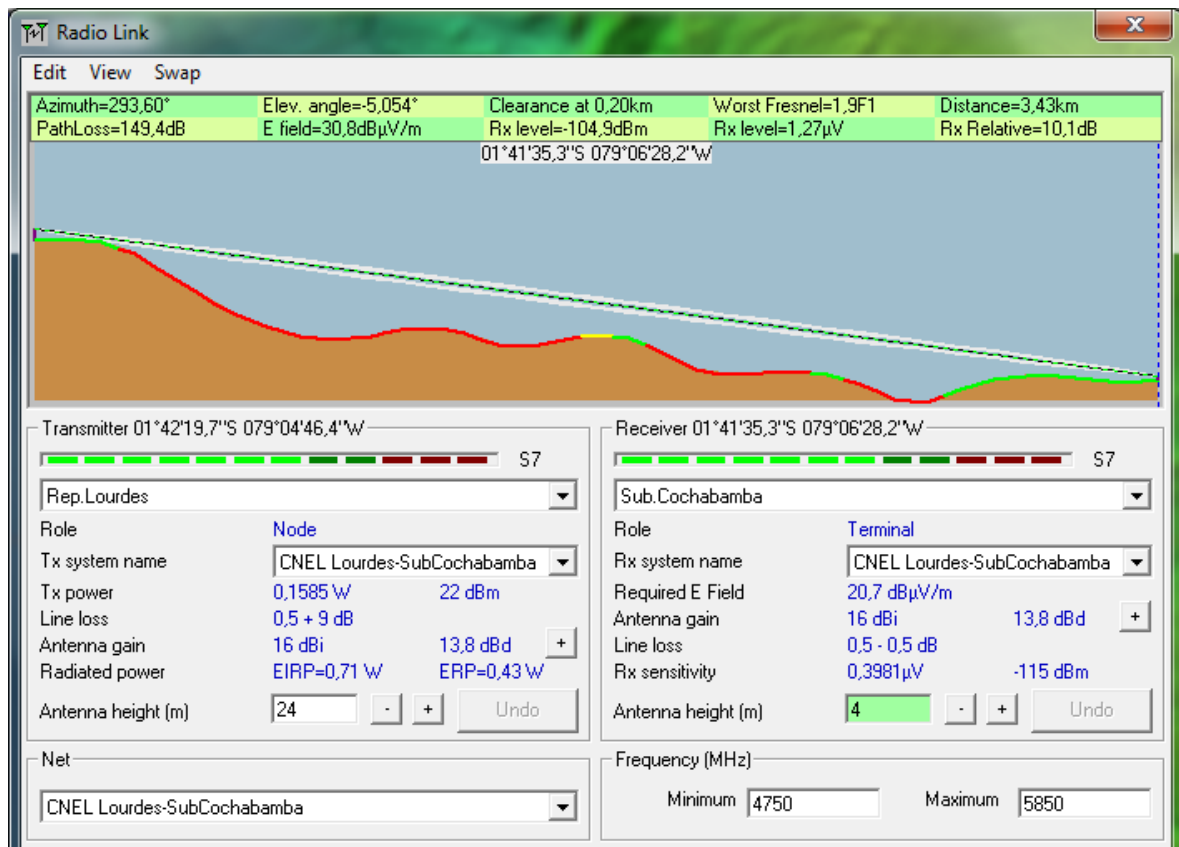 Radio Link
Edit View Swap
Azimuth=293,60° Elev. angle=-5,054° Clearance at 0,20km Worst Fresnel=1,9F1 Distance=3,43km
PathLoss=149,4dB E field=30,8dBµV/m Rx level=-104,9dBm Rx level=1,27µV Rx Relative=10,1dB
01°41'35,3"S 079°06'28,2"W
Transmitter 01°42'19,7"S 079°04'46,4"W
S7
Rep.Lourdes
Role Node
Tx system name CNEL Lourdes-SubCochabamba
Tx power 0,1585 W 22 dBm
Line loss 0,5 + 9 dB
Antenna gain 16 dBi 13,8 dBd +
Radiated power EIRP=0,71 W ERP=0,43 W
Antenna height (m) 24 - + Undo
Net
CNEL Lourdes-SubCochabamba
Receiver 01°41'35,3"S 079°06'28,2"W
S7
Sub.Cochabamba
Role Terminal
Rx system name CNEL Lourdes-SubCochabamba
Required E Field 20,7 dBµV/m
Antenna gain 16 dBi 13,8 dBd +
Line loss 0,5 - 0,5 dB
Rx sensitivity 0,3981µV -115 dBm
Antenna height (m) 4 - + Undo
Frequency (MHz)
Minimum 4750 Maximum 5850